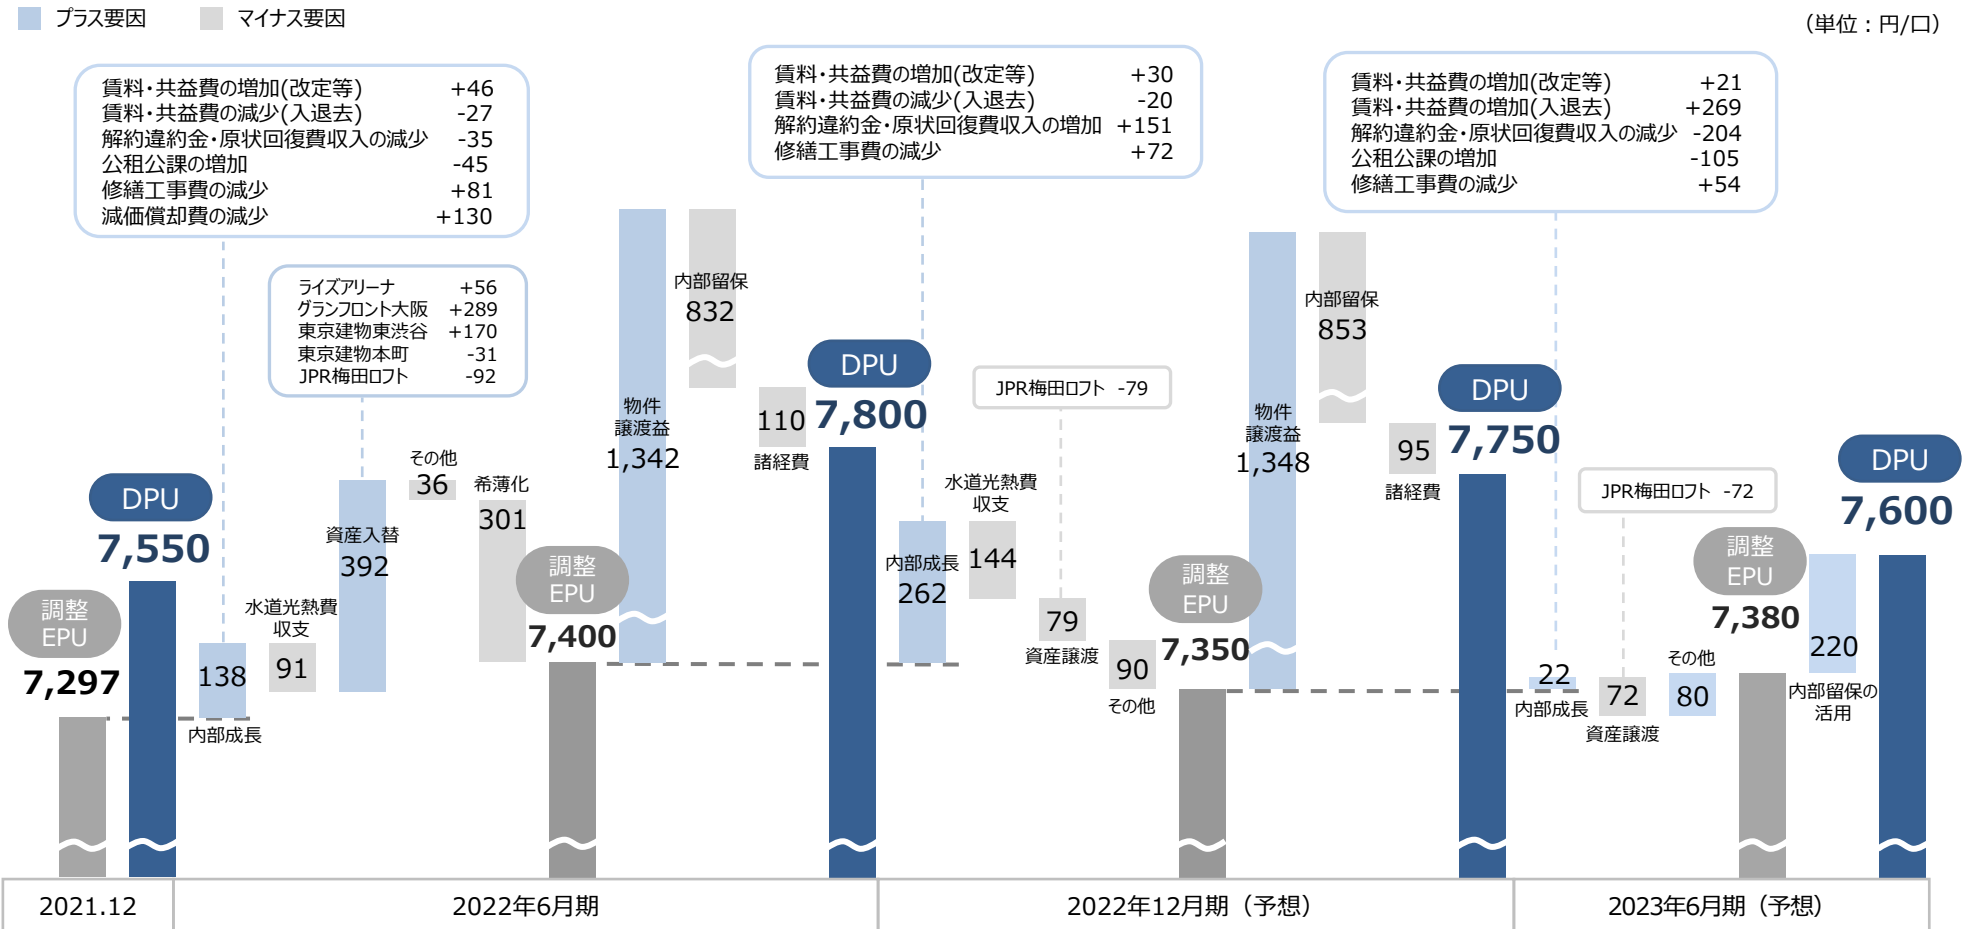 プラス要因 マイナス要因
（単位：円/口）
賃料・共益費の増加(改定等) +46
賃料・共益費の減少(入退去) -27
解約違約金・原状回復費収入の減少 -35
公租公課の増加 -45
修繕工事費の減少 +81
減価償却費の減少 +130
ライズアリーナ +56
グランフロント大阪 +289
東京建物東渋谷 +170
東京建物本町 -31
JPR梅田ロフト -92
賃料・共益費の増加(改定等) +30
賃料・共益費の減少(入退去) -20
解約違約金・原状回復費収入の増加 +151
修繕工事費の減少 +72
賃料・共益費の増加(改定等) +21
賃料・共益費の増加(入退去) +269
解約違約金・原状回復費収入の減少 -204
公租公課の増加 -105
修繕工事費の減少 +54
調整
EPU
7,297
DPU
7,550
138
内部成長
水道光熱費
収支
91
資産入替
392
その他
36
希薄化
301
調整
EPU
7,400
物件
譲渡益
1,342
内部留保
832
110
諸経費
DPU
7,800
内部成長
262
水道光熱費
収支
144
JPR梅田ロフト -79
79
資産譲渡
90
その他
調整
EPU
7,350
物件
譲渡益
1,348
内部留保
853
95
諸経費
DPU
7,750
22
内部成長
JPR梅田ロフト -72
72
資産譲渡
その他
80
調整
EPU
7,380
220
内部留保の
活用
DPU
7,600
2021.12
2022年6月期
2022年12月期（予想）
2023年6月期（予想）